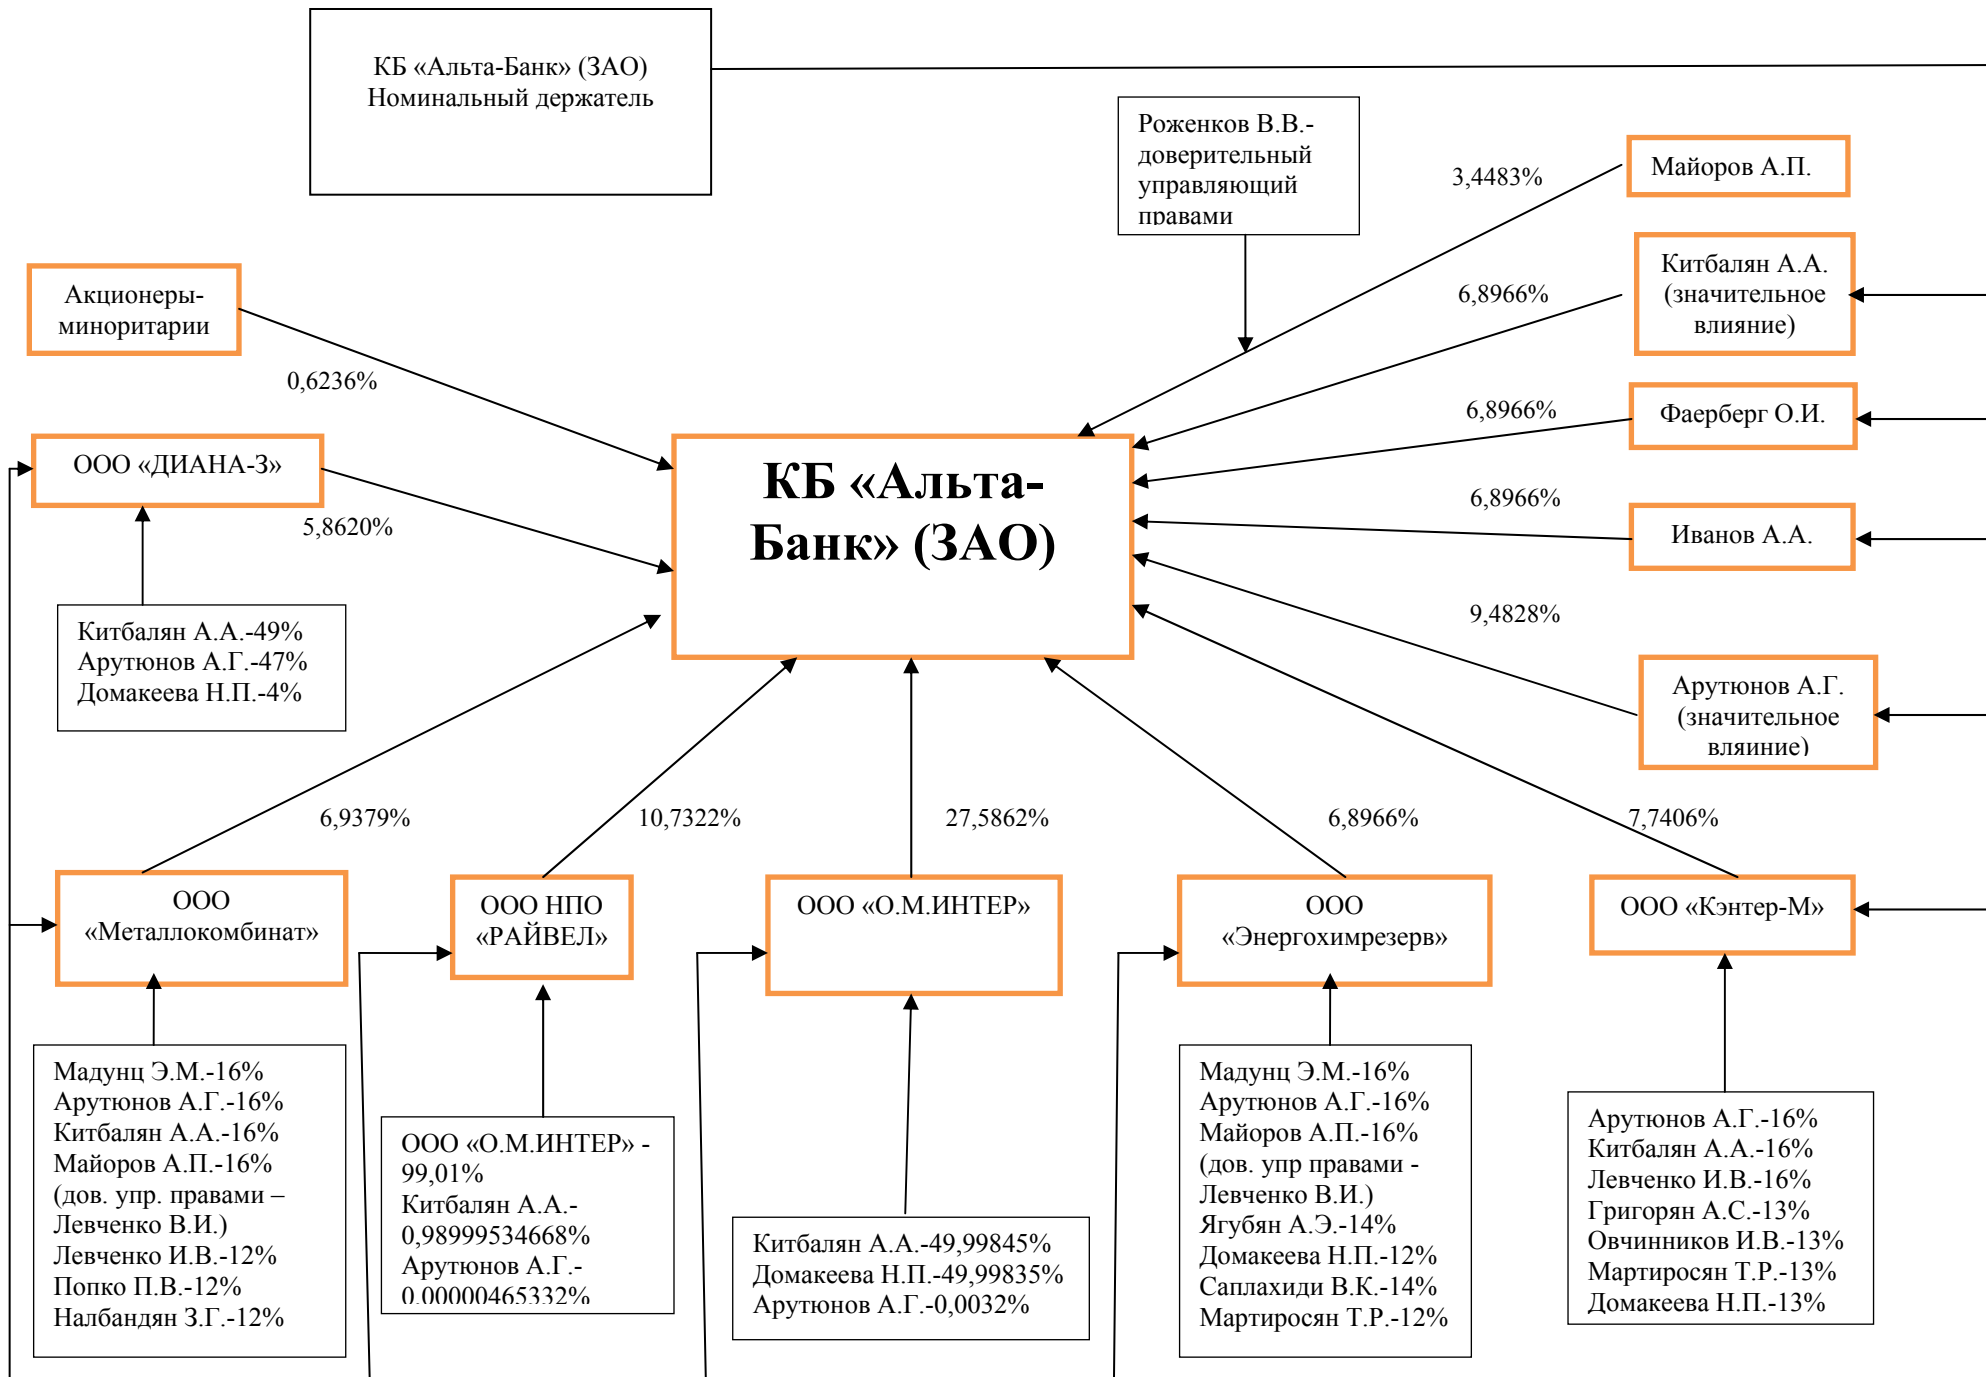 КБ «Альта-Банк» (ЗАО)
Номинальный держатель
Роженков В.В.-
доверительный
управляющий
правами
3,4483%
Майоров А.П.
Китбалян А.А.
(значительное
влияние)
6,8966%
Акционеры-
миноритарии
0,6236%
6,8966%
Фаерберг О.И.
ООО «ДИАНА-З»
5,8620%
КБ «Альта-
Банк» (ЗАО)
6,8966%
Иванов А.А.
9,4828%
Китбалян А.А.-49%
Арутюнов А.Г.-47%
Домакеева Н.П.-4%
Арутюнов А.Г.
(значительное
вляиние)
6,9379%
10,7322%
27,5862%
6,8966%
7,7406%
ООО
«Металлокомбинат»
ООО НПО
«РАЙВЕЛ»
ООО «О.М.ИНТЕР»
ООО
«Энергохимрезерв»
ООО «Кэнтер-М»
Мадунц Э.М.-16%
Арутюнов А.Г.-16%
Китбалян А.А.-16%
Майоров А.П.-16%
(дов. упр. правами –
Левченко В.И.)
Левченко И.В.-12%
Попко П.В.-12%
Налбандян З.Г.-12%
ООО «О.М.ИНТЕР» -
99,01%
Китбалян А.А.-
0,98999534668%
Арутюнов А.Г.-
0.00000465332%
Китбалян А.А.-49,99845%
Домакеева Н.П.-49,99835%
Арутюнов А.Г.-0,0032%
Мадунц Э.М.-16%
Арутюнов А.Г.-16%
Майоров А.П.-16%
(дов. упр правами -
Левченко В.И.)
Ягубян А.Э.-14%
Домакеева Н.П.-12%
Саплахиди В.К.-14%
Мартиросян Т.Р.-12%
Арутюнов А.Г.-16%
Китбалян А.А.-16%
Левченко И.В.-16%
Григорян А.С.-13%
Овчинников И.В.-13%
Мартиросян Т.Р.-13%
Домакеева Н.П.-13%